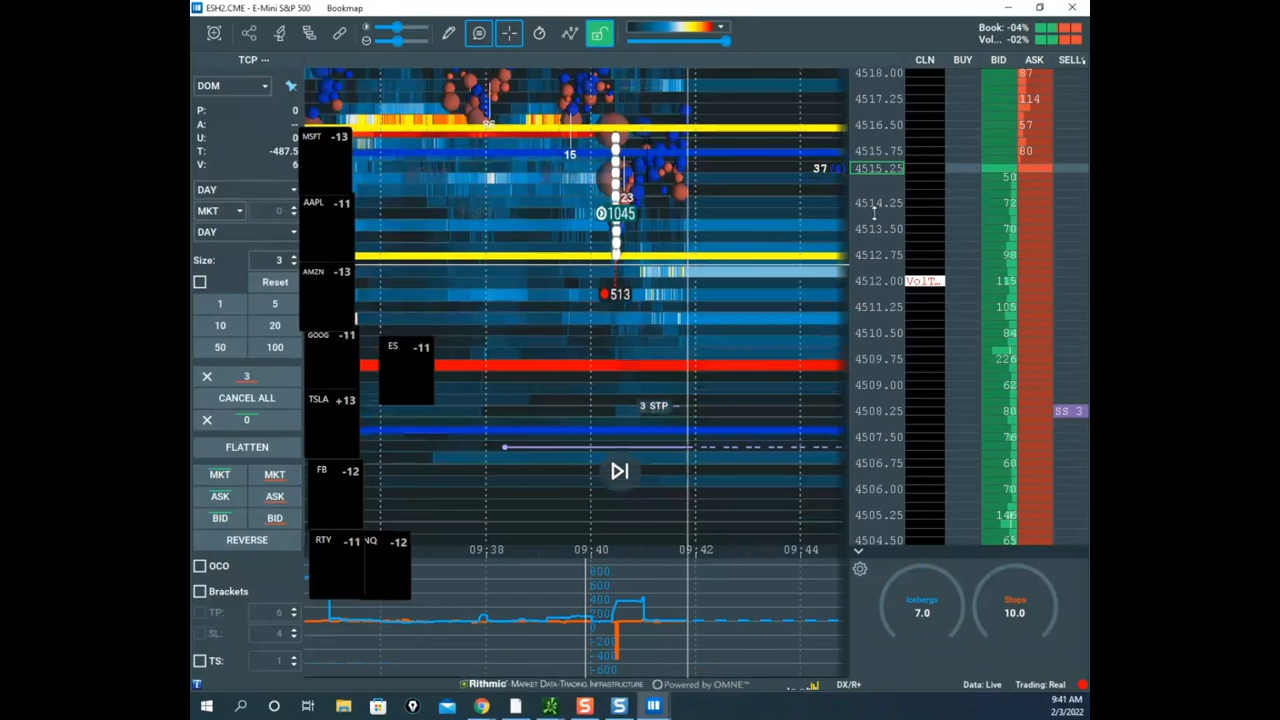 ESH2.CME - E-Mini S&P 500 Bookmap
Book: -04%
Vol... -02%
TCP ...
CLN BUY BID ASK SELL
DOM
P: 0
A: --
U: 0
T: -487.5
V: 6
DAY
MKT 0
DAY
Size: 3
Reset
1 5
10 20
50 100
3
CANCEL ALL
0
FLATTEN
MKT MKT
ASK ASK
BID BID
REVERSE
OCO
Brackets
TP: 6
SL: 4
TS: 1
MSFT -13
AAPL -11
AMZN -13
GOOG -11
ES -11
TSLA +13
FB -12
RTY -11
NQ -12
86
15
23
1045
513
3 STP
37
4518.00 87
4517.25 114
4516.50 57
4515.75 80
4515.25
50
4514.25 72
4513.50 70
4512.75 98
4512.00 VolT... 115
4511.25 105
4510.50 84
4509.75 226
4509.00 62
4508.25 80 SS 3
4507.50 76
4506.75 60
4506.00 70
4505.25 146
4504.50 65
09:38 09:40 09:42 09:44
800
600
400
200
0
-200
-400
-600
Icebergs
7.0
Stops
10.0
Rithmic MARKET DATA-TRADING INFRASTRUCTURE
Powered by OMNE™
DX/R+
Data: Live
Trading: Real
9:41 AM
2/3/2022